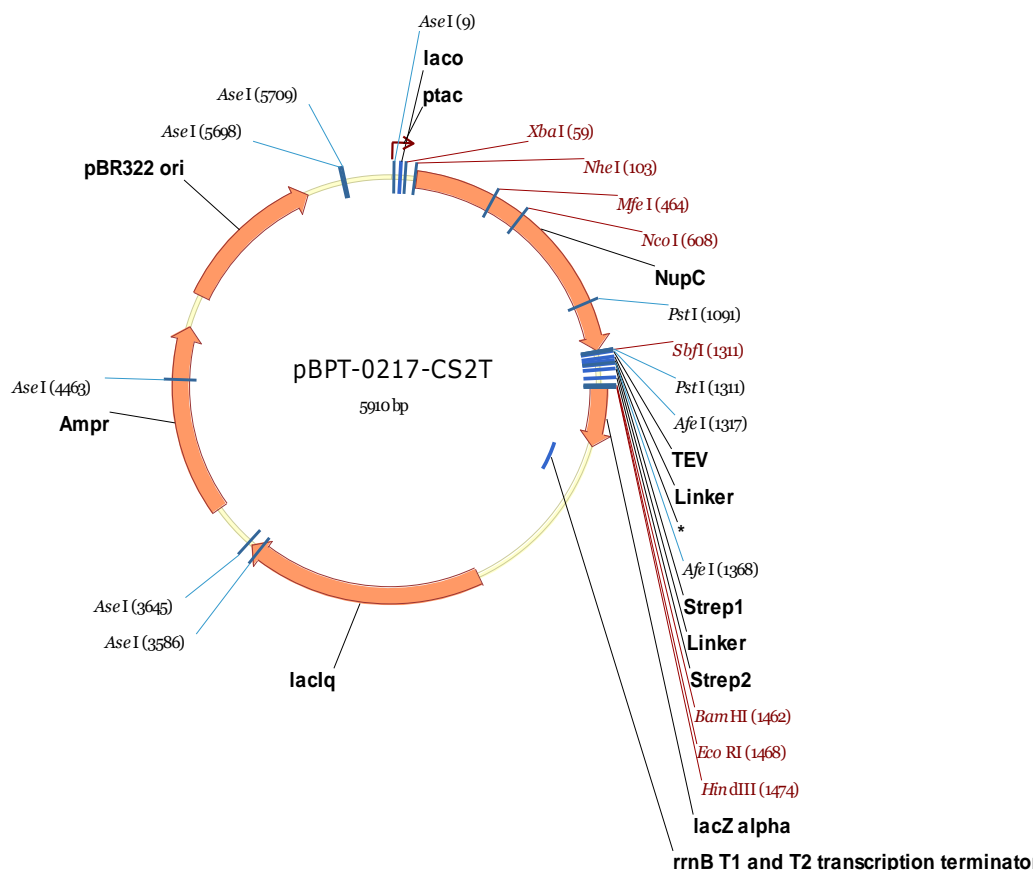 AseI (9)
laco
ptac
AseI (5709)
AseI (5698)
pBR322 ori
XbaI (59)
NheI (103)
MfeI (464)
NcoI (608)
NupC
PstI (1091)
SbfI (1311)
PstI (1311)
AfeI (1317)
TEV
Linker
*
AfeI (1368)
Strep1
Linker
Strep2
BamHI (1462)
EcoRI (1468)
HindIII (1474)
lacZ alpha
rrnB T1 and T2 transcription terminato
pBPT-0217-CS2T
5910 bp
AseI (4463)
Ampr
AseI (3645)
AseI (3586)
lacIq